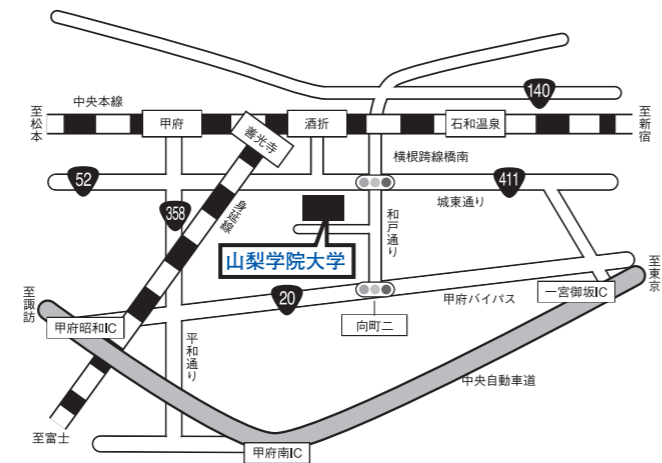 140
中央本線
至松本
甲府
善光寺
酒折
石和温泉
至新宿
横根跨線橋南
52
411
城東通り
358
身延線
和戸通り
山梨学院大学
至東京
至諏訪
20
甲府バイパス
一宮御坂IC
甲府昭和IC
向町二
平和通り
中央自動車道
至富士
甲府南IC